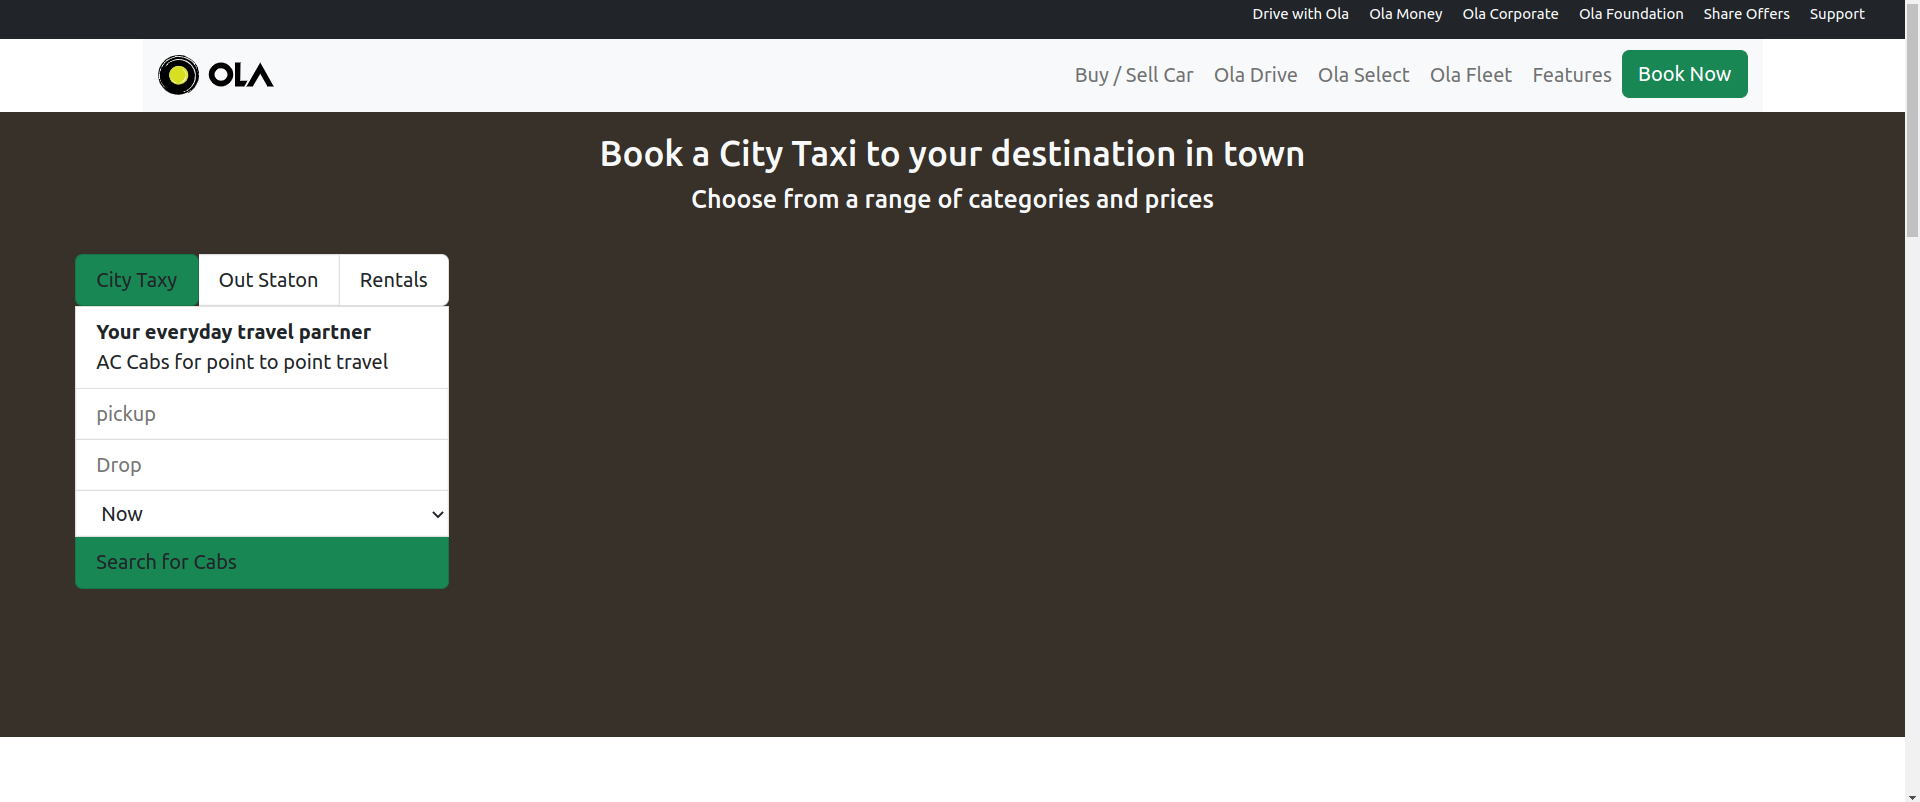 Drive with Ola Ola Money Ola Corporate Ola Foundation Share Offers Support
OLA Buy / Sell Car Ola Drive Ola Select Ola Fleet Features Book Now
Book a City Taxi to your destination in town
Choose from a range of categories and prices
City Taxy Out Staton Rentals
Your everyday travel partner
AC Cabs for point to point travel
pickup
Drop
Now
Search for Cabs